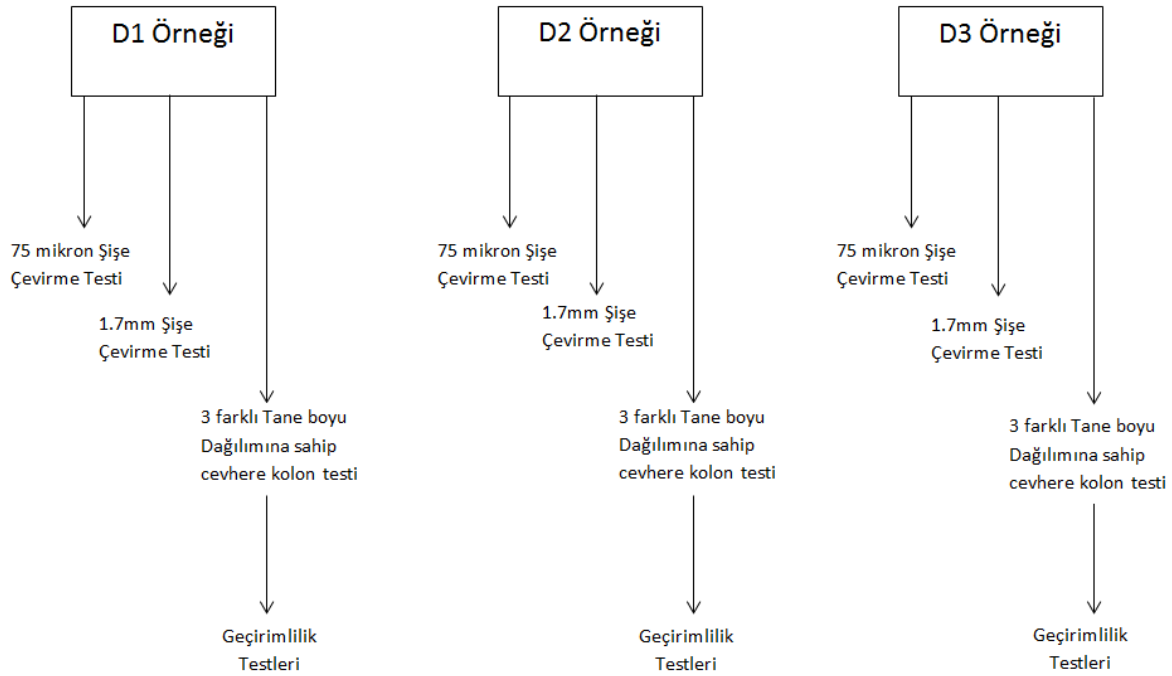 D1 Örneği
75 mikron Şişe
Çevirme Testi
1.7mm Şişe
Çevirme Testi
3 farklı Tane boyu
Dağılımına sahip
cevhere kolon testi
Geçirimlilik
Testleri
D2 Örneği
75 mikron Şişe
Çevirme Testi
1.7mm Şişe
Çevirme Testi
3 farklı Tane boyu
Dağılımına sahip
cevhere kolon testi
Geçirimlilik
Testleri
D3 Örneği
75 mikron Şişe
Çevirme Testi
1.7mm Şişe
Çevirme Testi
3 farklı Tane boyu
Dağılımına sahip
cevhere kolon testi
Geçirimlilik
Testleri